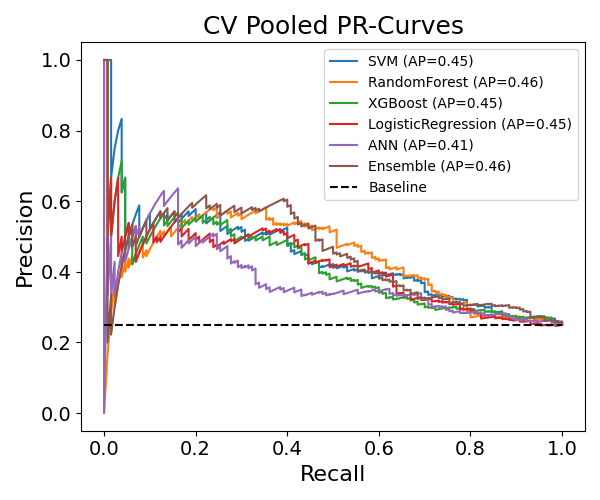 CV Pooled PR-Curves
SVM (AP=0.45)
RandomForest (AP=0.46)
XGBoost (AP=0.45)
LogisticRegression (AP=0.45)
ANN (AP=0.41)
Ensemble (AP=0.46)
Baseline
Precision
1.0
0.8
0.6
0.4
0.2
0.0
0.0 0.2 0.4 0.6 0.8 1.0
Recall